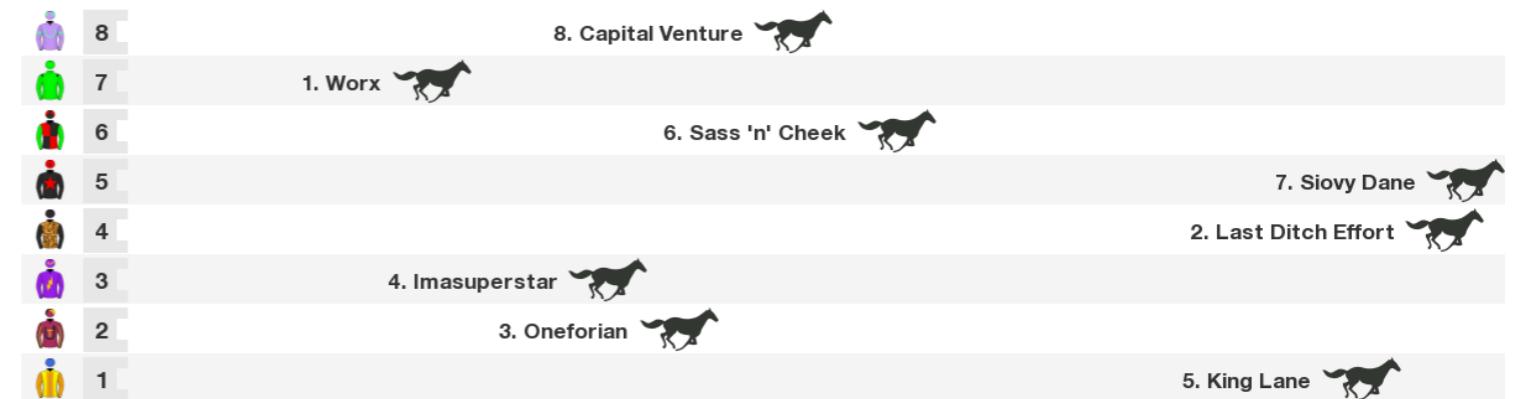 8 8. Capital Venture
7 1. Worx
6 6. Sass 'n' Cheek
5 7. Siovy Dane
4 2. Last Ditch Effort
3 4. Imasuperstar
2 3. Oneforian
1 5. King Lane